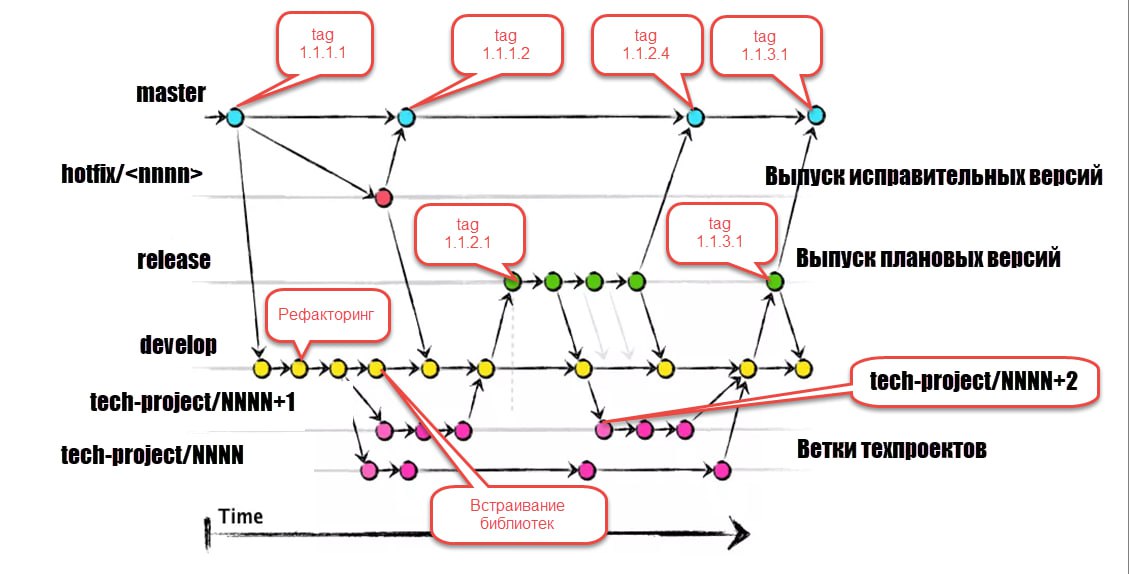 tag
1.1.1.1
tag
1.1.1.2
tag
1.1.2.4
tag
1.1.3.1
master
hotfix/<nnnn>
Выпуск исправительных версий
tag
1.1.2.1
tag
1.1.3.1
release
Выпуск плановых версий
Рефакторинг
develop
tech-project/NNNN+2
tech-project/NNNN+1
tech-project/NNNN
Ветки техпроектов
Встраивание
библиотек
Time